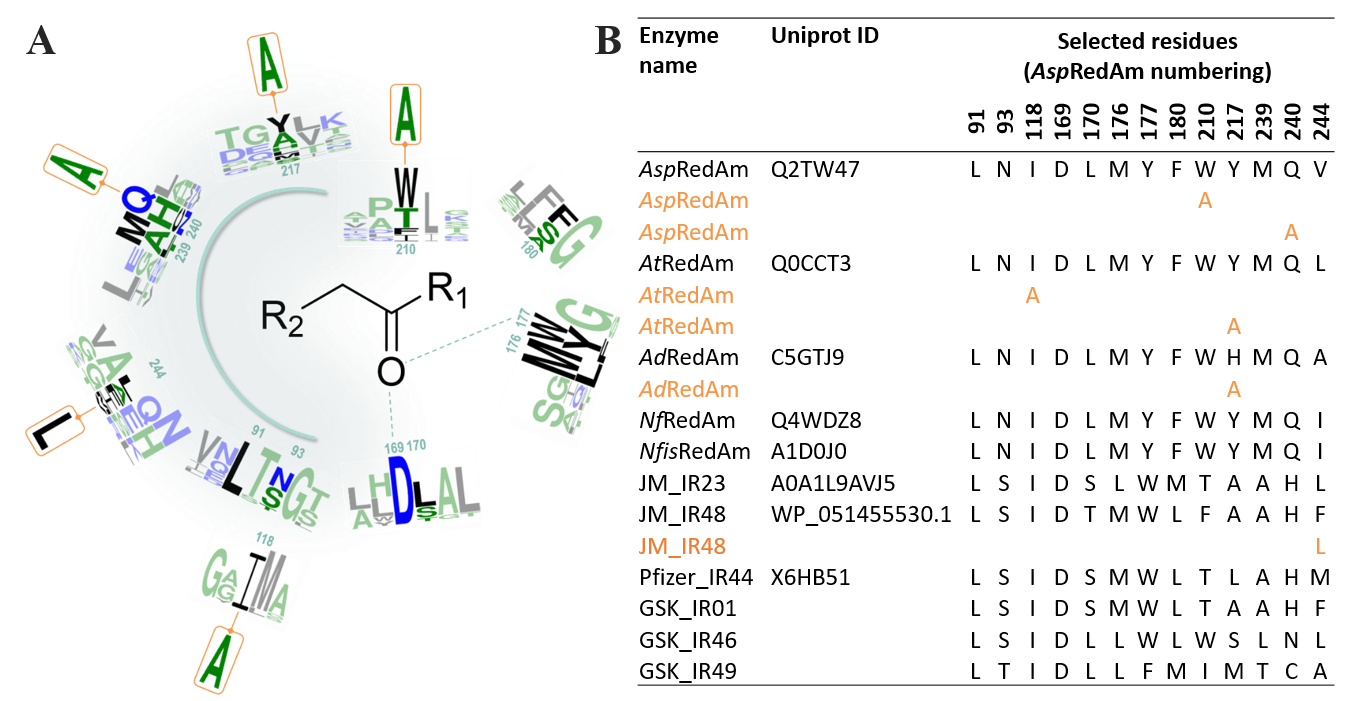 A
B
A
A
A
L
A
217
210
180
239
240
176
177
244
91
93
169
170
118
R2
R1
O
Enzyme name
Uniprot ID
Selected residues
(AspRedAm numbering)
91 93 118 169 170 176 177 180 210 217 239 240 244
AspRedAm Q2TW47 L N I D L M Y F W Y M Q V
AspRedAm A
AspRedAm A
AtRedAm Q0CCT3 L N I D L M Y F W Y M Q L
AtRedAm A
AtRedAm A
AdRedAm C5GTJ9 L N I D L M Y F W H M Q A
AdRedAm A
NfRedAm Q4WDZ8 L N I D L M Y F W Y M Q I
NfisRedAm A1D0J0 L N I D L M Y F W Y M Q I
JM_IR23 A0A1L9AVJ5 L S I D S L W M T A A H L
JM_IR48 WP_051455530.1 L S I D T M W L F A A H F
JM_IR48 L
Pfizer_IR44 X6HB51 L S I D S M W L T L A H M
GSK_IR01 L S I D S M W L T A A H F
GSK_IR46 L S I D L L W L W S L N L
GSK_IR49 L T I D L L F M I M T C A